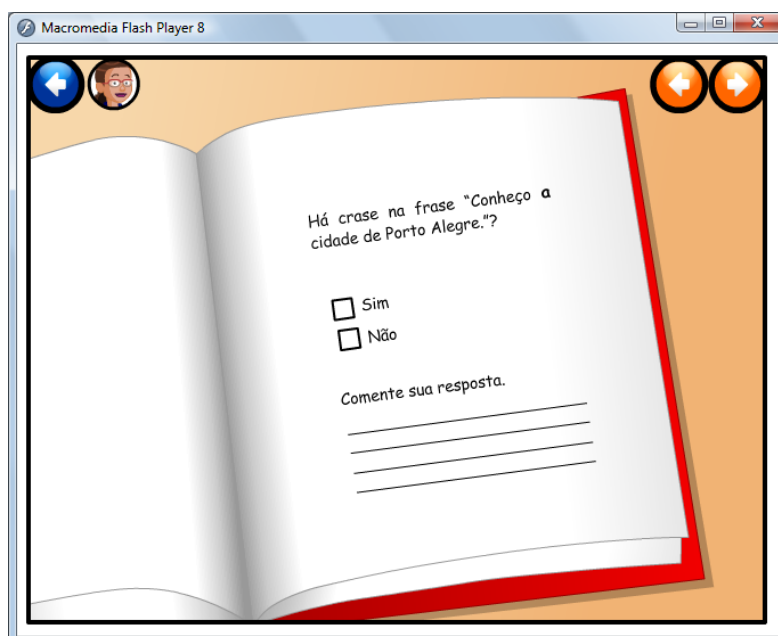 Macromedia Flash Player 8
Há crase na frase “Conheço a
cidade de Porto Alegre.”?
Sim
Não
Comente sua resposta.